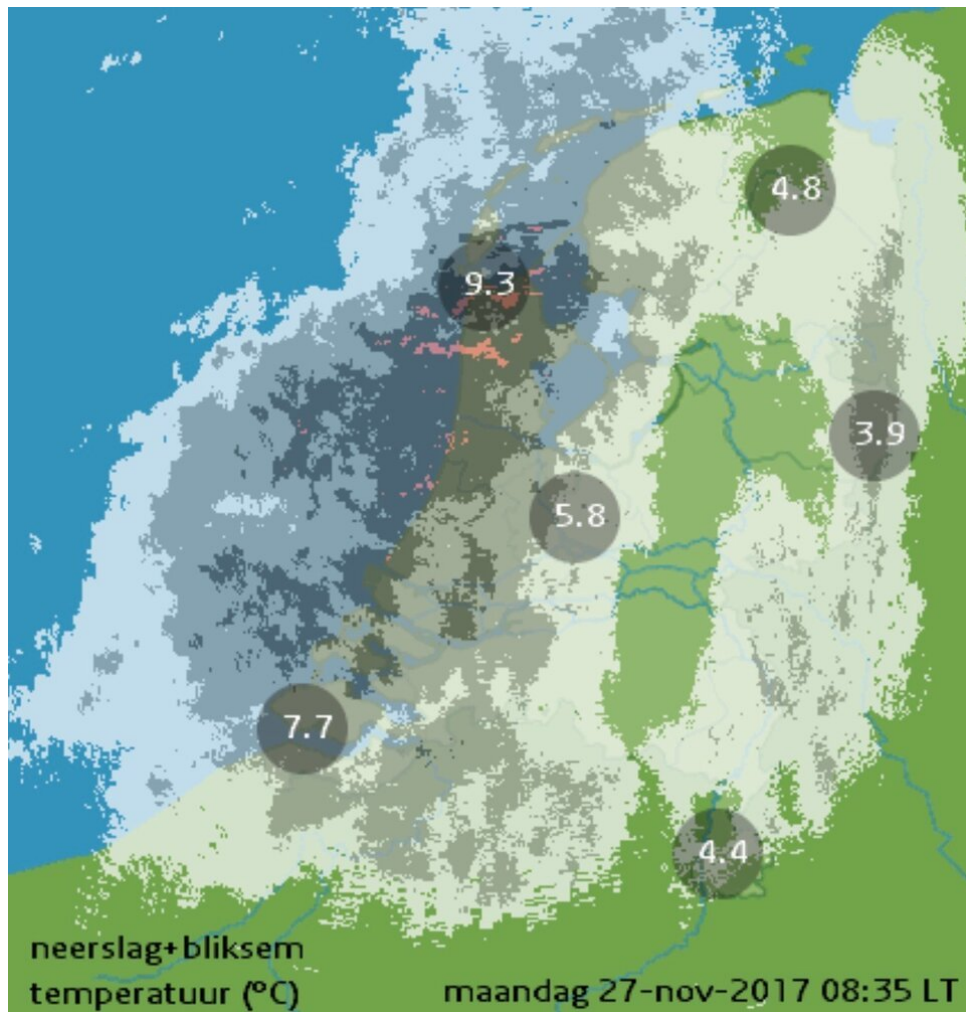 4.8
9.3
3.9
5.8
7.7
4.4
neerslag+bliksem
temperatuur (°C)
maandag 27-nov-2017 08:35 LT